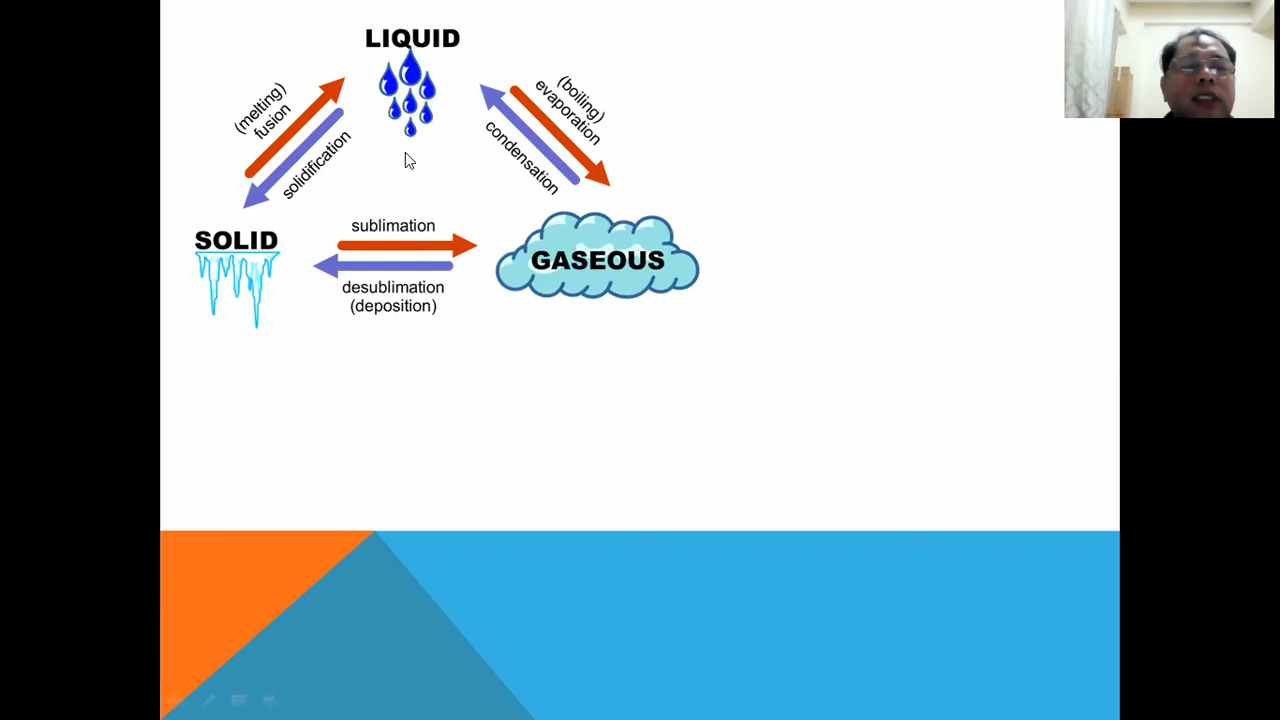 LIQUID
(melting)
fusion
solidification
(boiling)
evaporation
condensation
SOLID
sublimation
desublimation
(deposition)
GASEOUS